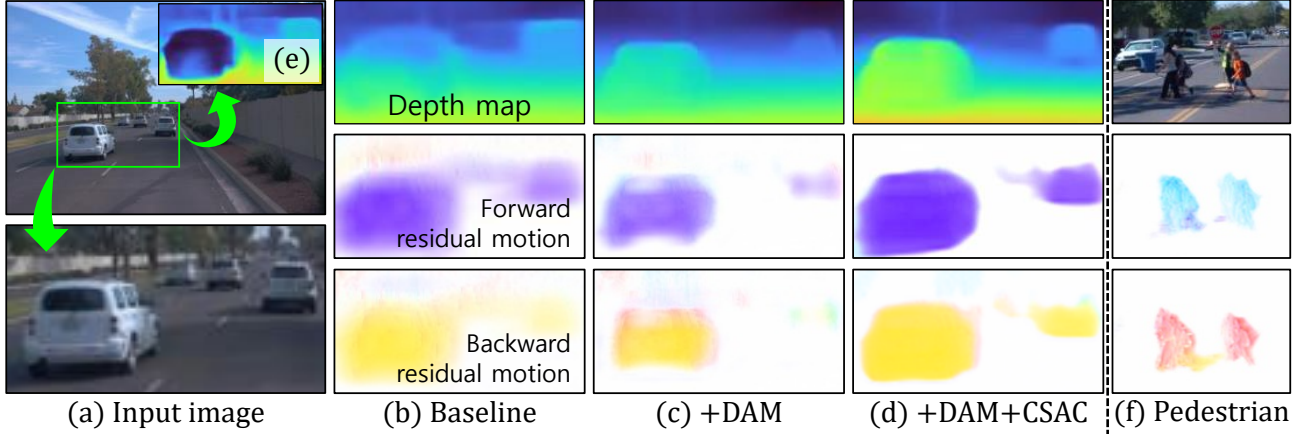 (e)
Depth map
Forward
residual motion
Backward
residual motion
(a) Input image
(b) Baseline
(c) +DAM
(d) +DAM+CSAC
(f) Pedestrian